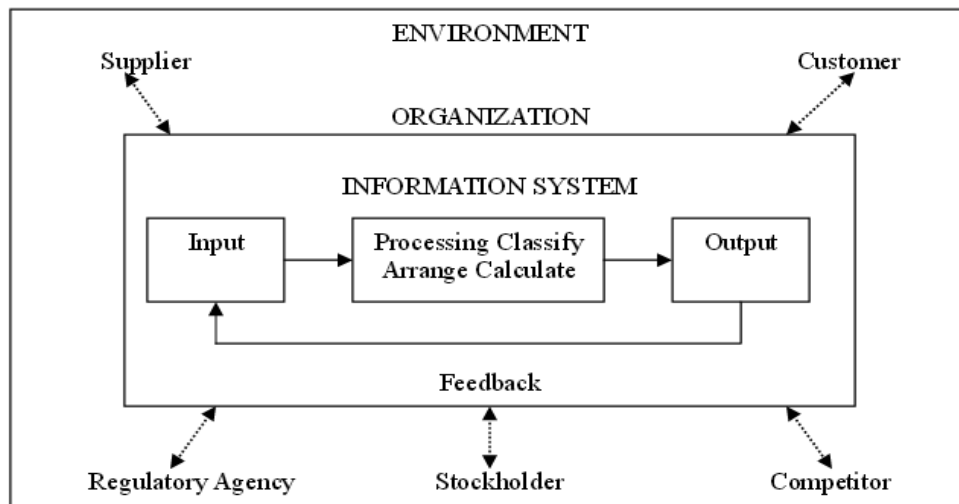 ENVIRONMENT
Supplier
Customer
ORGANIZATION
INFORMATION SYSTEM
Input
Processing Classify
Arrange Calculate
Output
Feedback
Regulatory Agency
Stockholder
Competitor